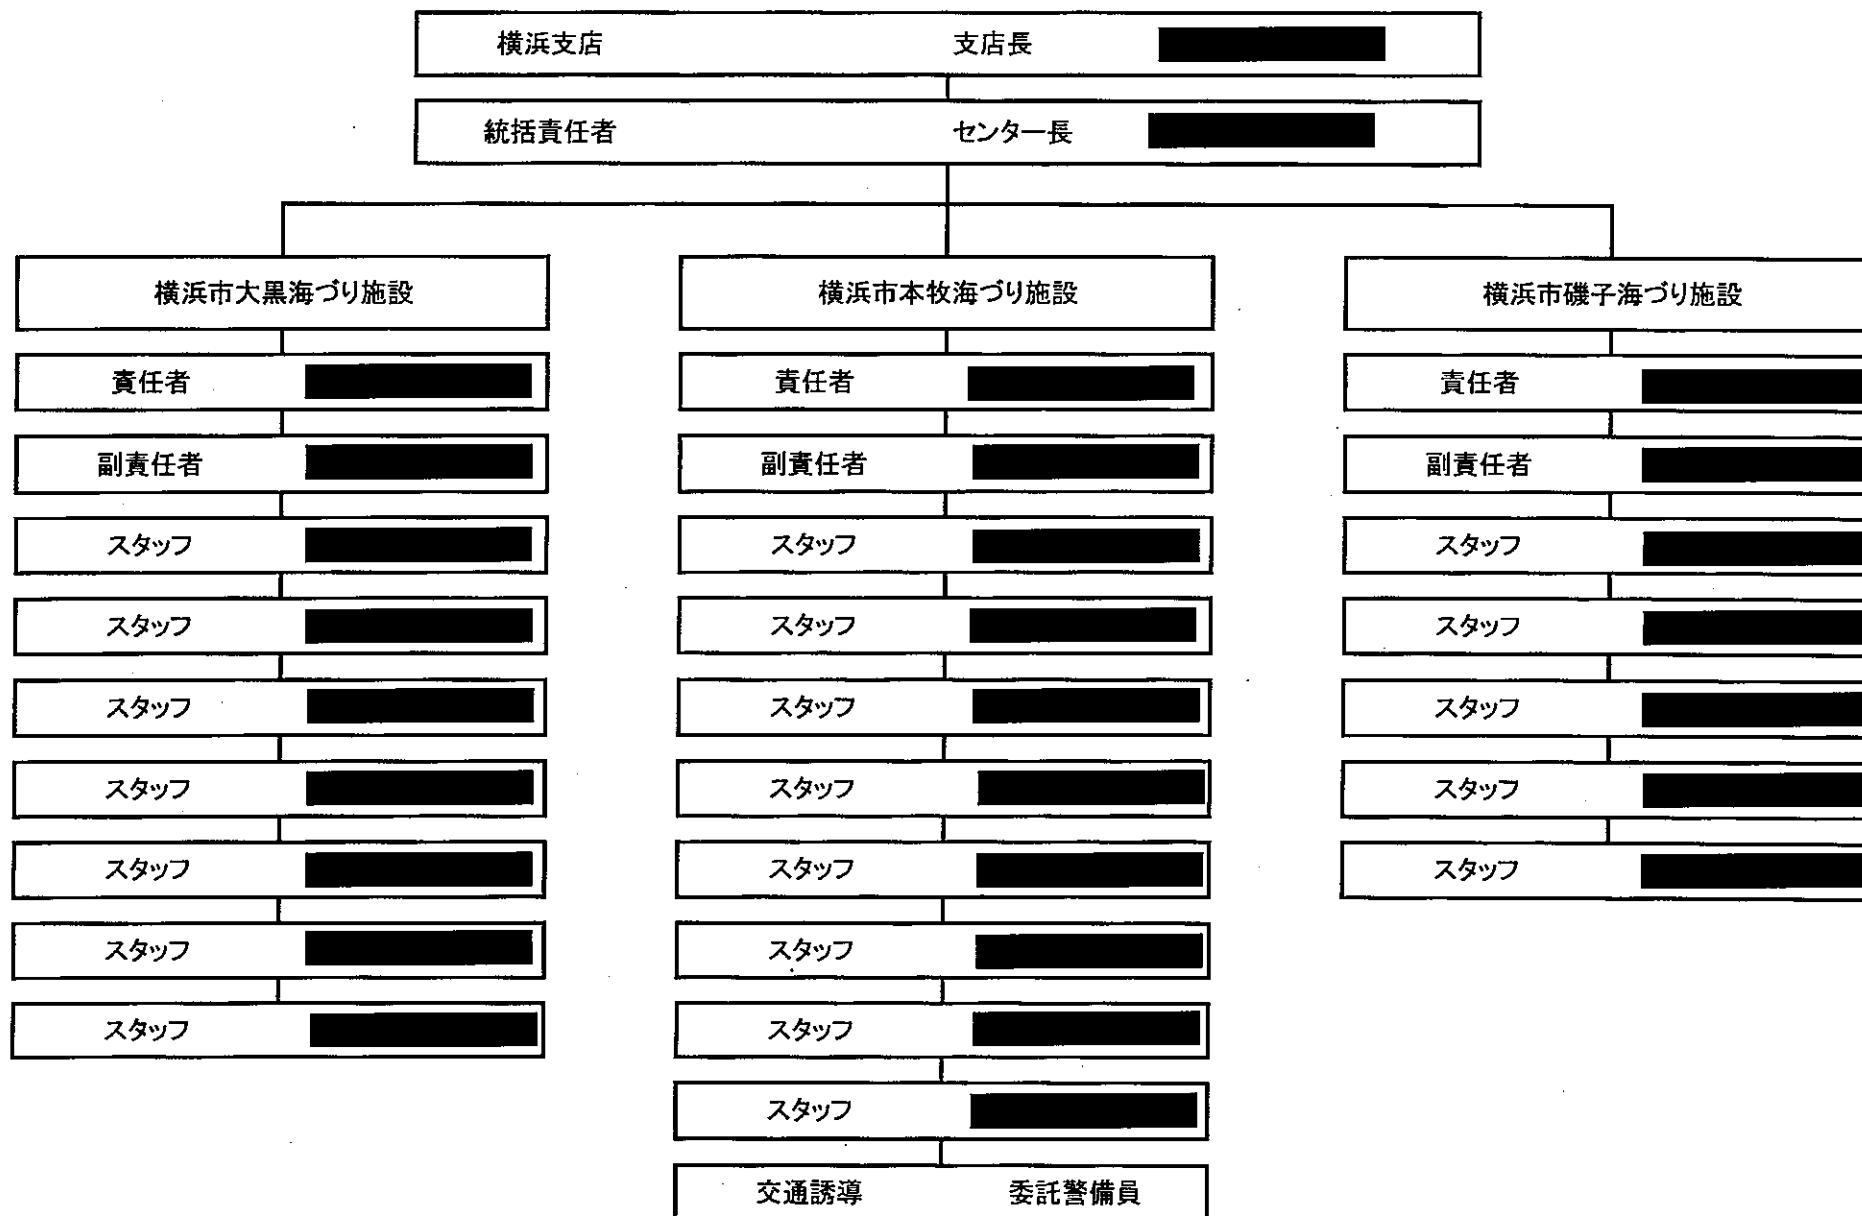 横浜支店 支店長
統括責任者 センター長
横浜市大黒海づり施設
責任者
副責任者
スタッフ
スタッフ
スタッフ
スタッフ
スタッフ
スタッフ
スタッフ
横浜市本牧海づり施設
責任者
副責任者
スタッフ
スタッフ
スタッフ
スタッフ
スタッフ
スタッフ
スタッフ
スタッフ
交通誘導 委託警備員
横浜市磯子海づり施設
責任者
副責任者
スタッフ
スタッフ
スタッフ
スタッフ
スタッフ